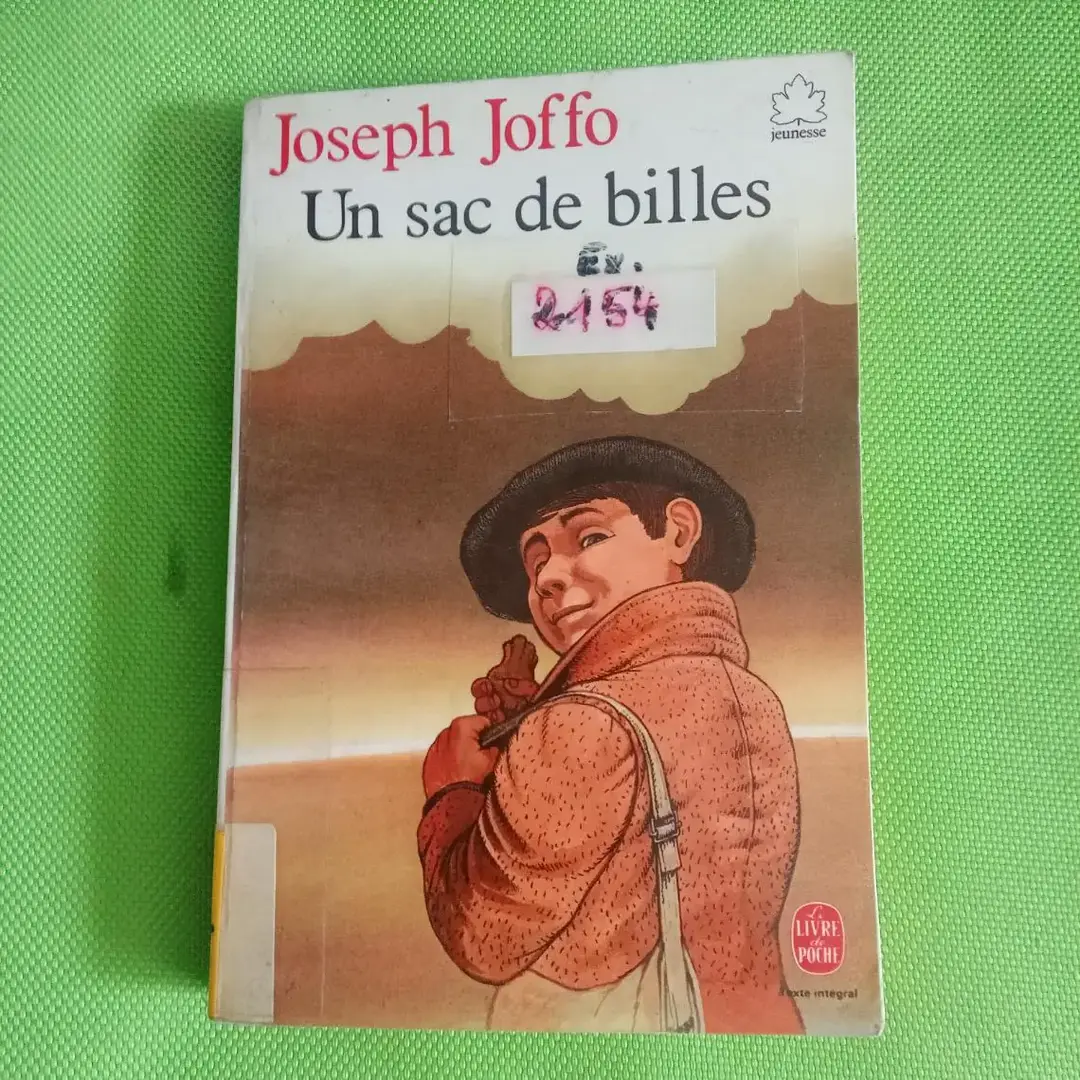 Joseph Joffo
jeunesse
Un sac de billes
Ex.
2154
Le
LIVRE
de
POCHE
Texte intégral